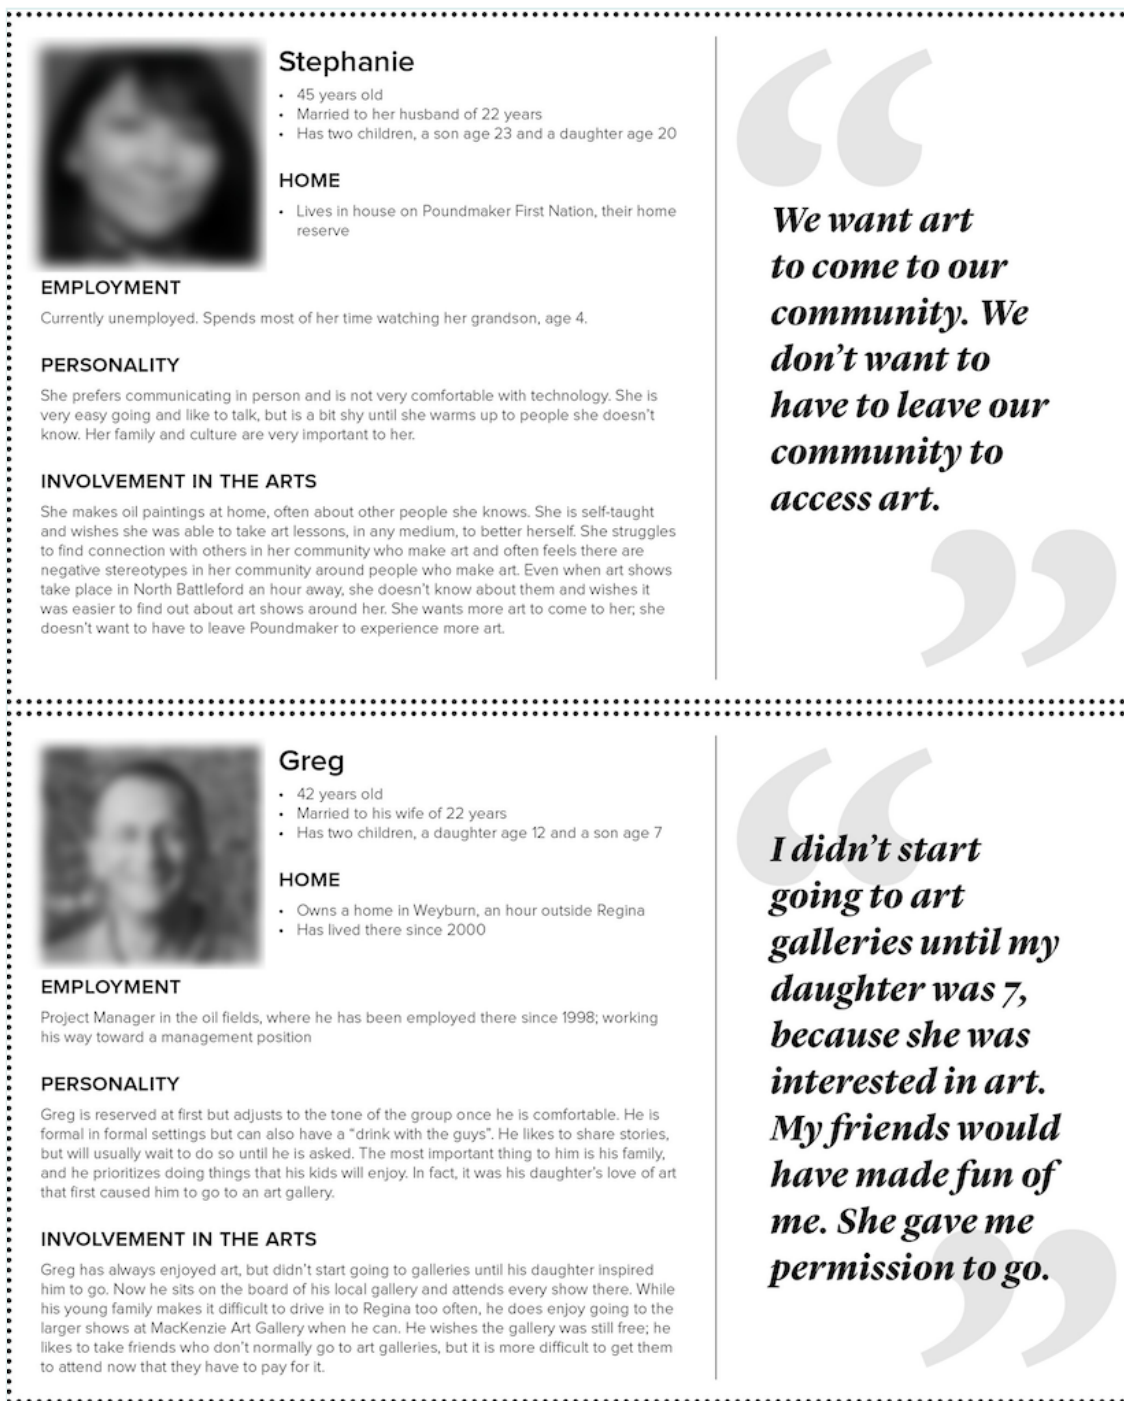 Stephanie
• 45 years old
• Married to her husband of 22 years
• Has two children, a son age 23 and a daughter age 20
HOME
• Lives in house on Poundmaker First Nation, their home
reserve
EMPLOYMENT
Currently unemployed. Spends most of her time watching her grandson, age 4.
PERSONALITY
She prefers communicating in person and is not very comfortable with technology. She is
very easy going and like to talk, but is a bit shy until she warms up to people she doesn’t
know. Her family and culture are very important to her.
INVOLVEMENT IN THE ARTS
She makes oil paintings at home, often about other people she knows. She is self-taught
and wishes she was able to take art lessons, in any medium, to better herself. She struggles
to find connection with others in her community who make art and often feels there are
negative stereotypes in her community around people who make art. Even when art shows
take place in North Battleford an hour away, she doesn’t know about them and wishes it
was easier to find out about art shows around her. She wants more art to come to her; she
doesn’t want to have to leave Poundmaker to experience more art.
“
We want art
to come to our
community. We
don’t want to
have to leave our
community to
access art.
”
Greg
• 42 years old
• Married to his wife of 22 years
• Has two children, a daughter age 12 and a son age 7
HOME
• Owns a home in Weyburn, an hour outside Regina
• Has lived there since 2000
EMPLOYMENT
Project Manager in the oil fields, where he has been employed there since 1998; working
his way toward a management position
PERSONALITY
Greg is reserved at first but adjusts to the tone of the group once he is comfortable. He is
formal in formal settings but can also have a “drink with the guys”. He likes to share stories,
but will usually wait to do so until he is asked. The most important thing to him is his family,
and he prioritizes doing things that his kids will enjoy. In fact, it was his daughter’s love of art
that first caused him to go to an art gallery.
INVOLVEMENT IN THE ARTS
Greg has always enjoyed art, but didn’t start going to galleries until his daughter inspired
him to go. Now he sits on the board of his local gallery and attends every show there. While
his young family makes it difficult to drive in to Regina too often, he does enjoy going to the
larger shows at MacKenzie Art Gallery when he can. He wishes the gallery was still free; he
likes to take friends who don’t normally go to art galleries, but it is more difficult to get them
to attend now that they have to pay for it.
“
I didn’t start
going to art
galleries until my
daughter was 7,
because she was
interested in art.
My friends would
have made fun of
me. She gave me
permission to go.
”